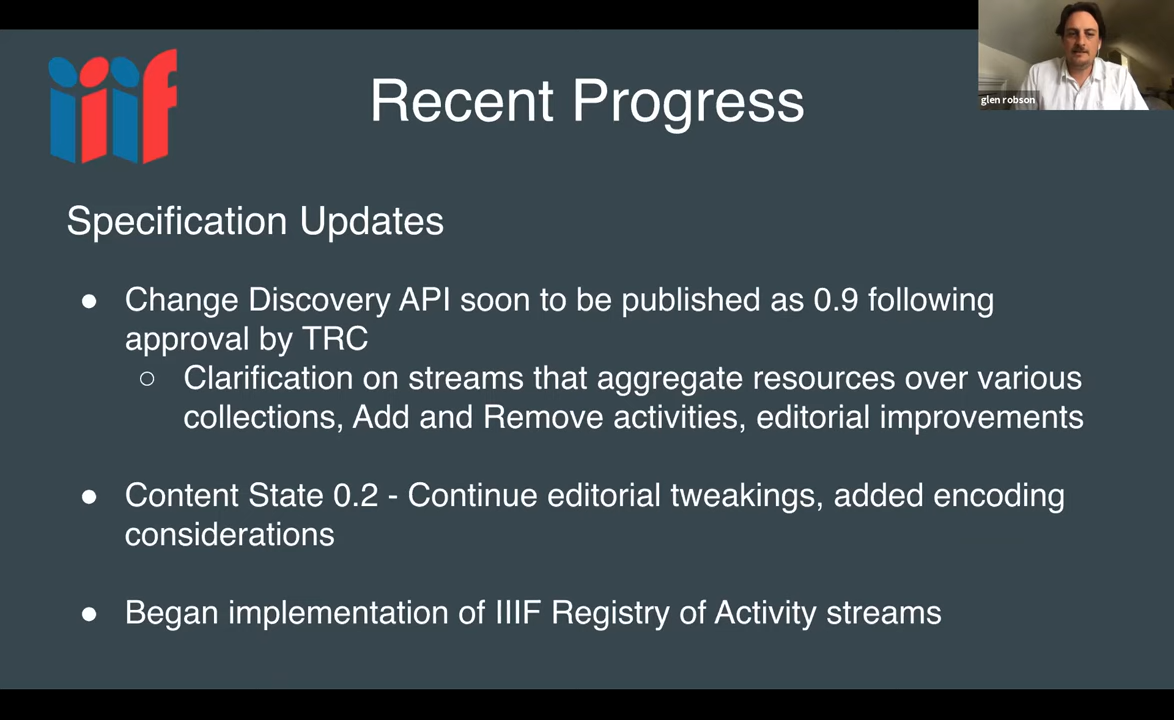 iiif
Recent Progress
glen robson
Specification Updates
● Change Discovery API soon to be published as 0.9 following
approval by TRC
○ Clarification on streams that aggregate resources over various
collections, Add and Remove activities, editorial improvements
● Content State 0.2 - Continue editorial tweakings, added encoding
considerations
● Began implementation of IIIF Registry of Activity streams